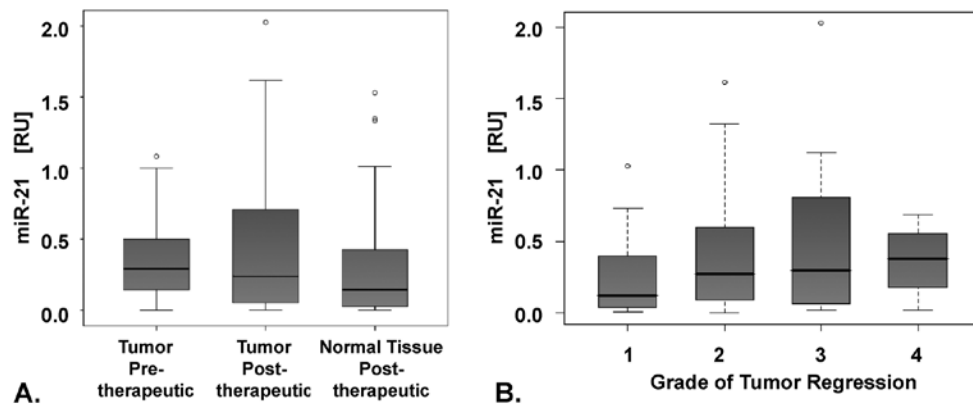 2.0
1.5
1.0
0.5
0.0
miR-21 [RU]
Tumor Pre-therapeutic
Tumor Post-therapeutic
Normal Tissue Post-therapeutic
A.
2.0
1.5
1.0
0.5
0.0
miR-21 [RU]
1 2 3 4
Grade of Tumor Regression
B.